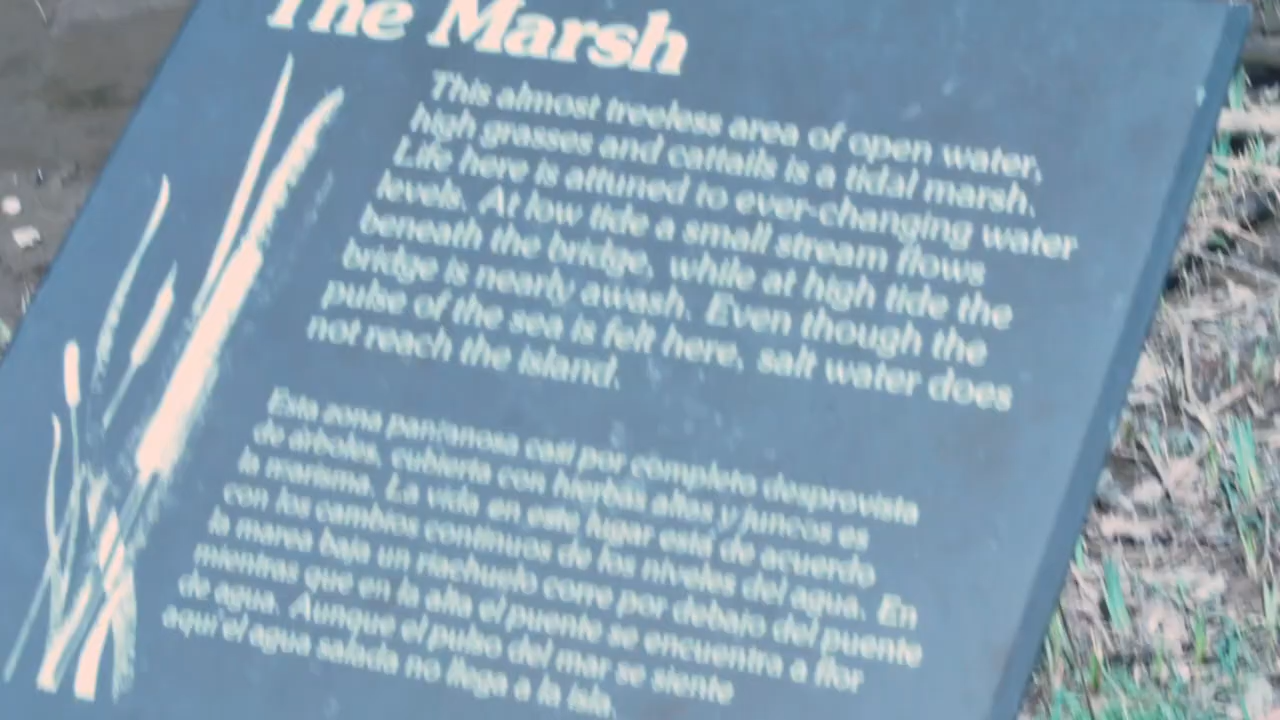 The Marsh
This almost treeless area of open water,
high grasses and cattails is a tidal marsh.
Life here is attuned to ever-changing water
levels. At low tide a small stream flows
beneath the bridge, while at high tide the
bridge is nearly awash. Even though the
pulse of the sea is felt here, salt water does
not reach the island.
Esta zona pantanosa casi por completo desprovista
de árboles, cubierta con hierbas altas y juncos es
la marisma. La vida en este lugar está de acuerdo
con los cambios continuos de los niveles del agua. En
la marea baja un riachuelo corre por debajo del puente
mientras que en la alta el puente se encuentra a flor
de agua. Aunque el pulso del mar se siente
aquí el agua salada no llega a la isla.